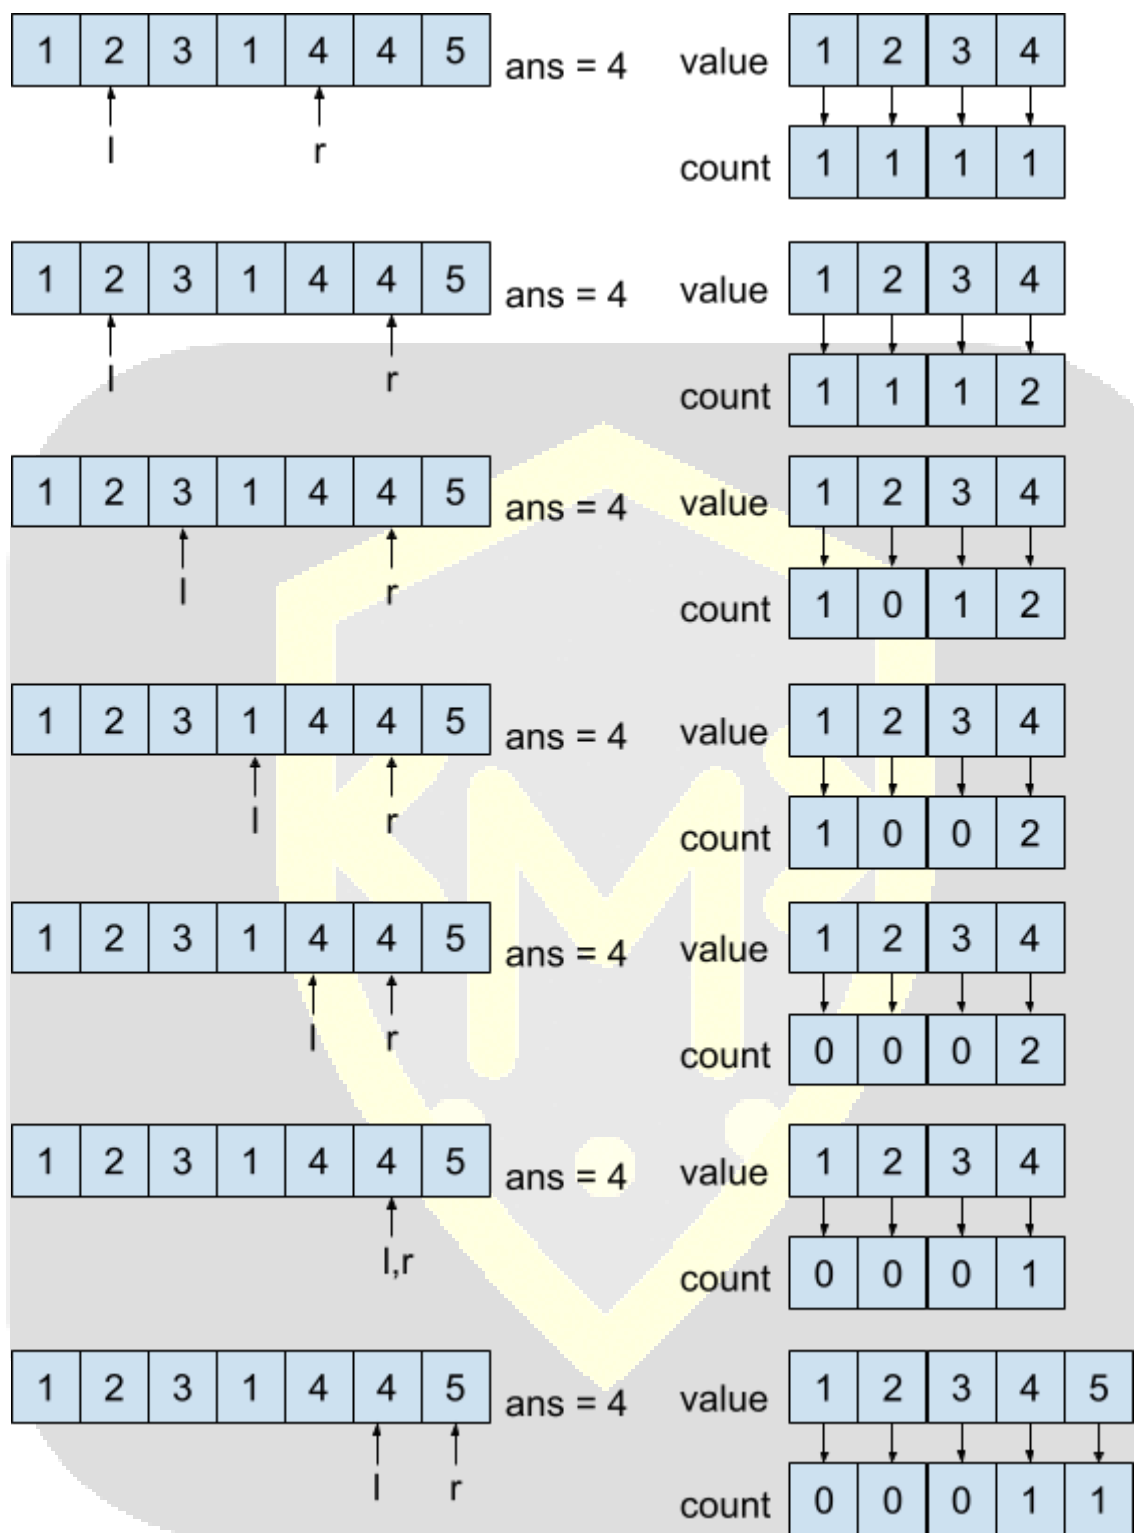 1 2 3 1 4 4 5 ans = 4 value 1 2 3 4
l r count 1 1 1 1
1 2 3 1 4 4 5 ans = 4 value 1 2 3 4
l r count 1 1 1 2
1 2 3 1 4 4 5 ans = 4 value 1 2 3 4
l r count 1 0 1 2
1 2 3 1 4 4 5 ans = 4 value 1 2 3 4
l r count 1 0 0 2
1 2 3 1 4 4 5 ans = 4 value 1 2 3 4
l r count 0 0 0 2
1 2 3 1 4 4 5 ans = 4 value 1 2 3 4
l,r count 0 0 0 1
1 2 3 1 4 4 5 ans = 4 value 1 2 3 4 5
l r count 0 0 0 1 1